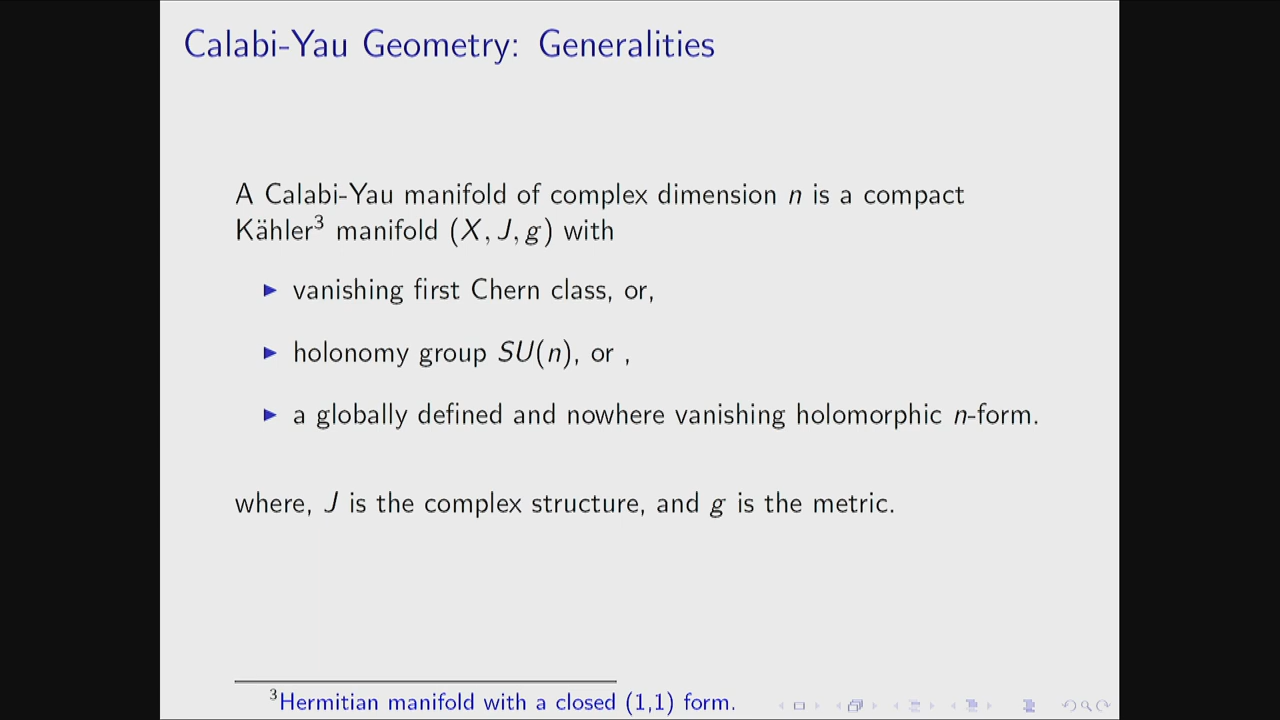 Calabi-Yau Geometry: Generalities
A Calabi-Yau manifold of complex dimension n is a compact
Kähler³ manifold (X, J, g) with
▶ vanishing first Chern class, or,
▶ holonomy group SU(n), or ,
▶ a globally defined and nowhere vanishing holomorphic n-form.
where, J is the complex structure, and g is the metric.
³Hermitian manifold with a closed (1,1) form.